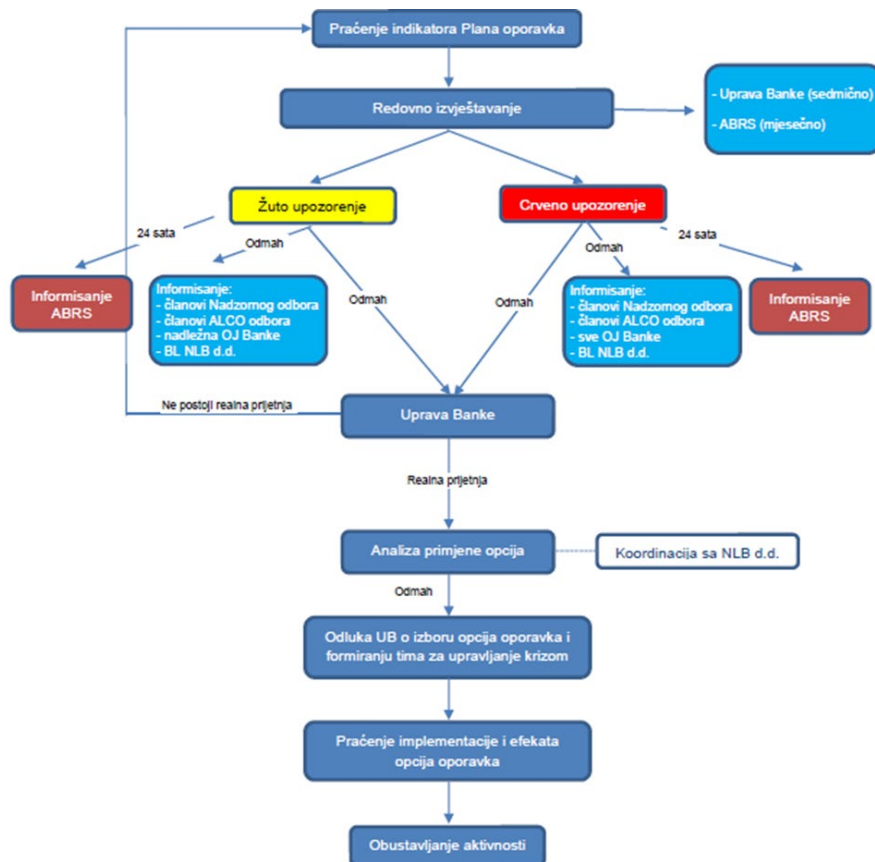 Praćenje indikatora Plana oporavka
Redovno izvještavanje
- Uprava Banke (sedmično)
- ABRS (mjesečno)
Žuto upozorenje
Crveno upozorenje
24 sata
Odmah
Odmah
24 sata
Informisanje
ABRS
Informisanje:
- članovi Nadzornog odbora
- članovi ALCO odbora
- nadležna OJ Banke
- BL NLB d.d.
Odmah
Odmah
Informisanje:
- članovi Nadzornog odbora
- članovi ALCO odbora
- sve OJ Banke
- BL NLB d.d.
Informisanje
ABRS
Ne postoji realna prijetnja
Uprava Banke
Realna prijetnja
Analiza primjene opcija
Koordinacija sa NLB d.d.
Odmah
Odluka UB o izboru opcija oporavka i
formiranju tima za upravljanje krizom
Praćenje implementacije i efekata
opcija oporavka
Obustavljanje aktivnosti